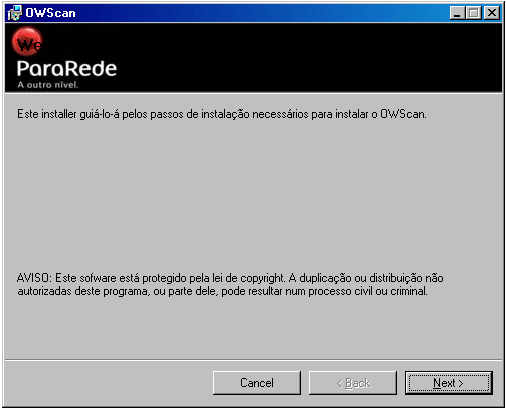 OWScan
We
ParaRede
A outro nível.
Este installer guiá-lo-á pelos passos de instalação necessários para instalar o OWScan.
AVISO: Este sofware está protegido pela lei de copyright. A duplicação ou distribuição não
autorizadas deste programa, ou parte dele, pode resultar num processo civil ou criminal.
Cancel
< Back
Next >